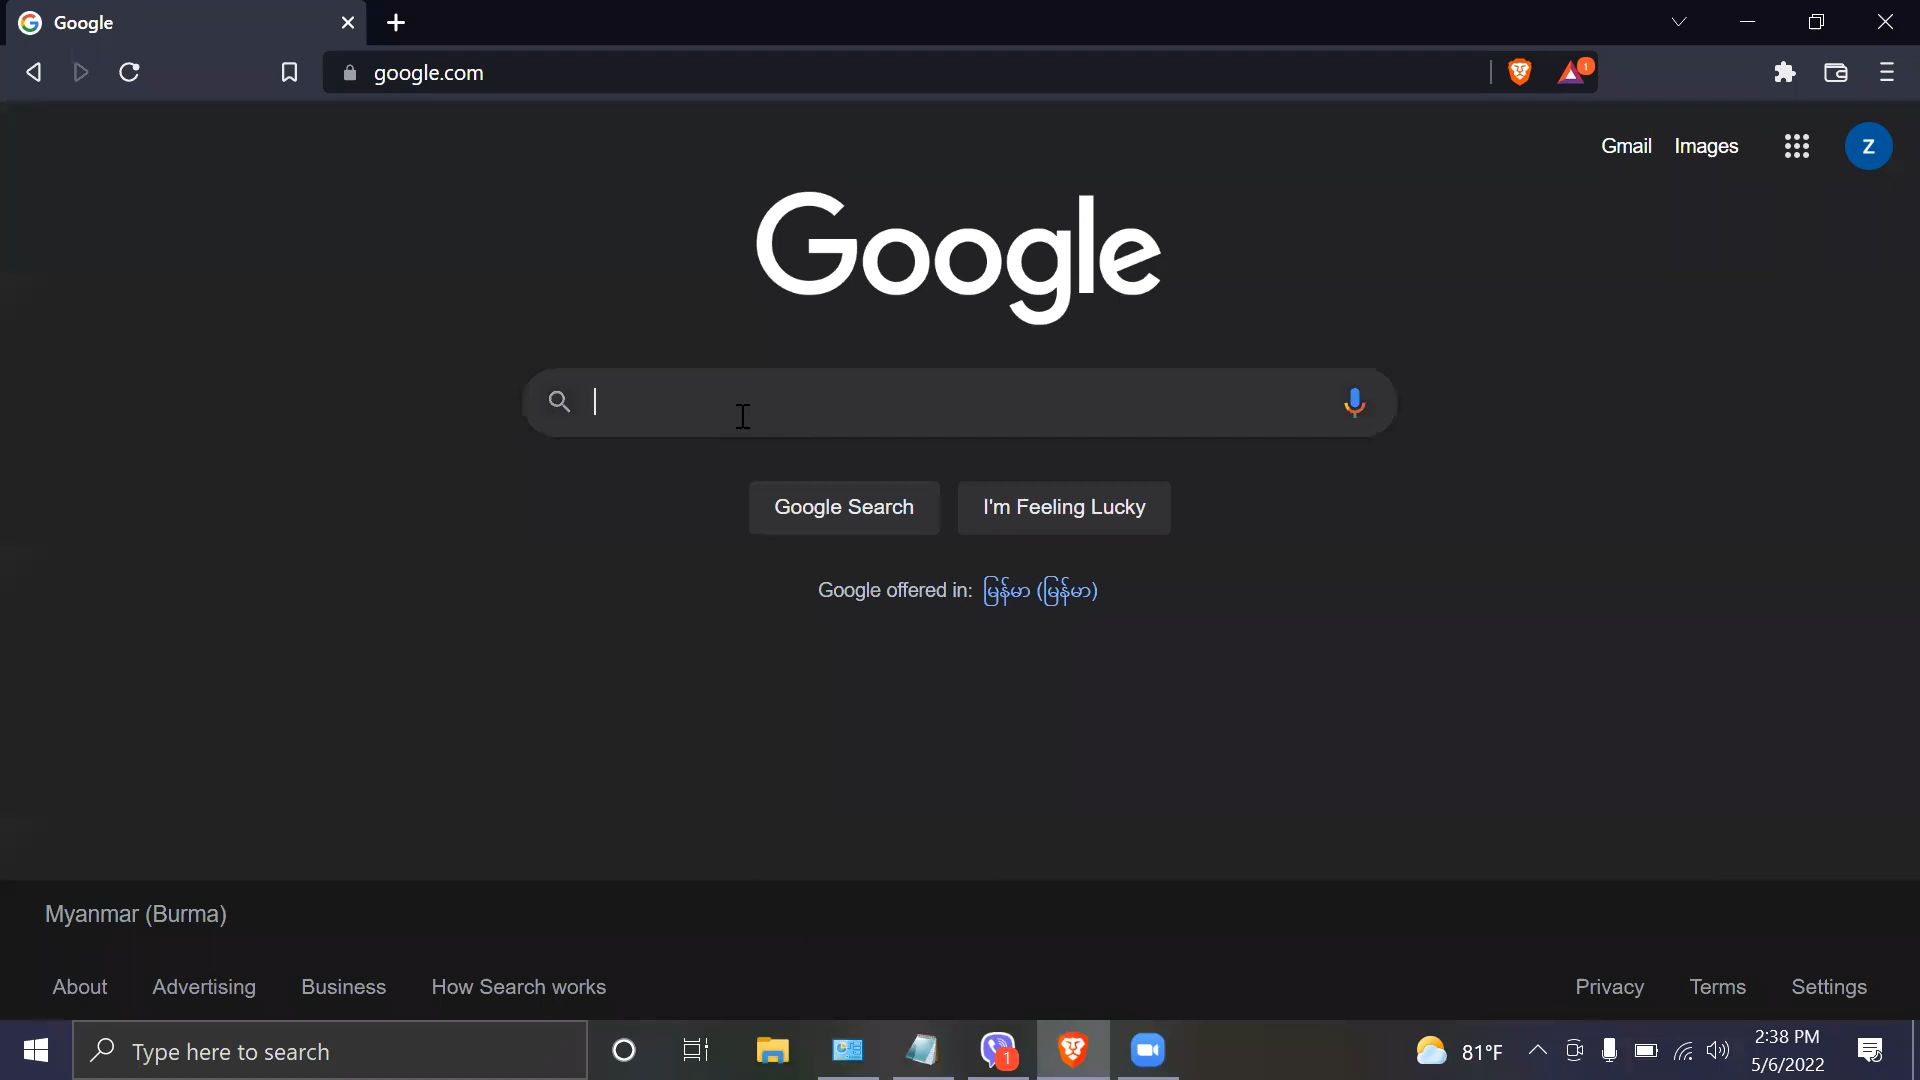 Google
google.com
1
Gmail Images
Z
Google
Google Search I'm Feeling Lucky
Google offered in: မြန်မာ (မြန်မာ)
Myanmar (Burma)
About Advertising Business How Search works Privacy Terms Settings
Type here to search
1
81°F
2:38 PM
5/6/2022